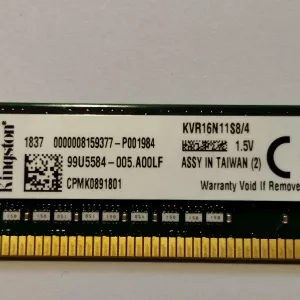 Kingston
1837 0000008159377-P001984
99U5584-005.A00LF
CPMK0891801
KVR16N11S8/4
1.5V
ASSY IN TAIWAN (2)
Warranty Void If Remove